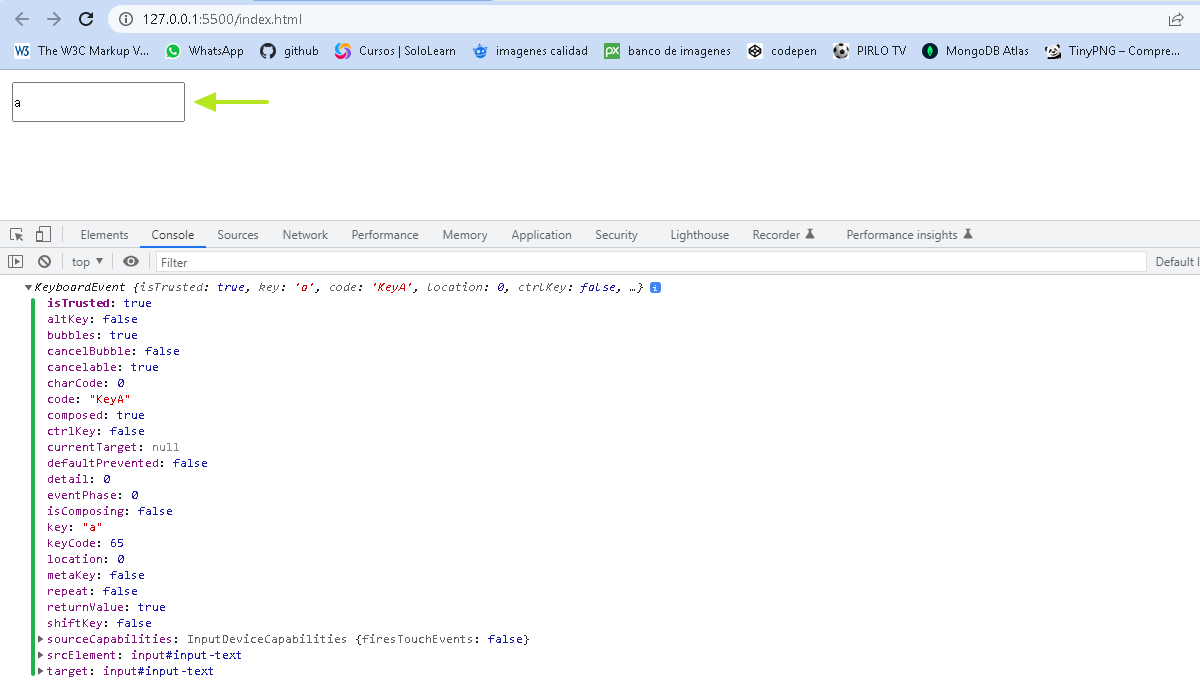 127.0.0.1:5500/index.html
The W3C Markup V... WhatsApp github Cursos | SoloLearn imagenes calidad banco de imagenes codepen PIRLO TV MongoDB Atlas TinyPNG – Compre...
a
Elements Console Sources Network Performance Memory Application Security Lighthouse Recorder Performance insights
top ▼ Filter Default l
▼KeyboardEvent {isTrusted: true, key: 'a', code: 'KeyA', location: 0, ctrlKey: false, …} i
isTrusted: true
altKey: false
bubbles: true
cancelBubble: false
cancelable: true
charCode: 0
code: "KeyA"
composed: true
ctrlKey: false
currentTarget: null
defaultPrevented: false
detail: 0
eventPhase: 0
isComposing: false
key: "a"
keyCode: 65
location: 0
metaKey: false
repeat: false
returnValue: true
shiftKey: false
▶sourceCapabilities: InputDeviceCapabilities {firesTouchEvents: false}
▶srcElement: input#input-text
▶target: input#input-text